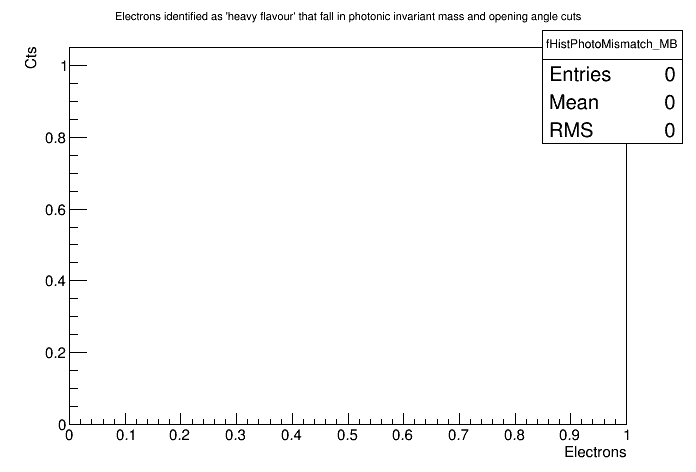 Electrons identified as 'heavy flavour' that fall in photonic invariant mass and opening angle cuts
fHistPhotoMismatch_MB
Entries 0
Mean 0
RMS 0
Cts
1
0.8
0.6
0.4
0.2
0
0 0.1 0.2 0.3 0.4 0.5 0.6 0.7 0.8 0.9 1
Electrons